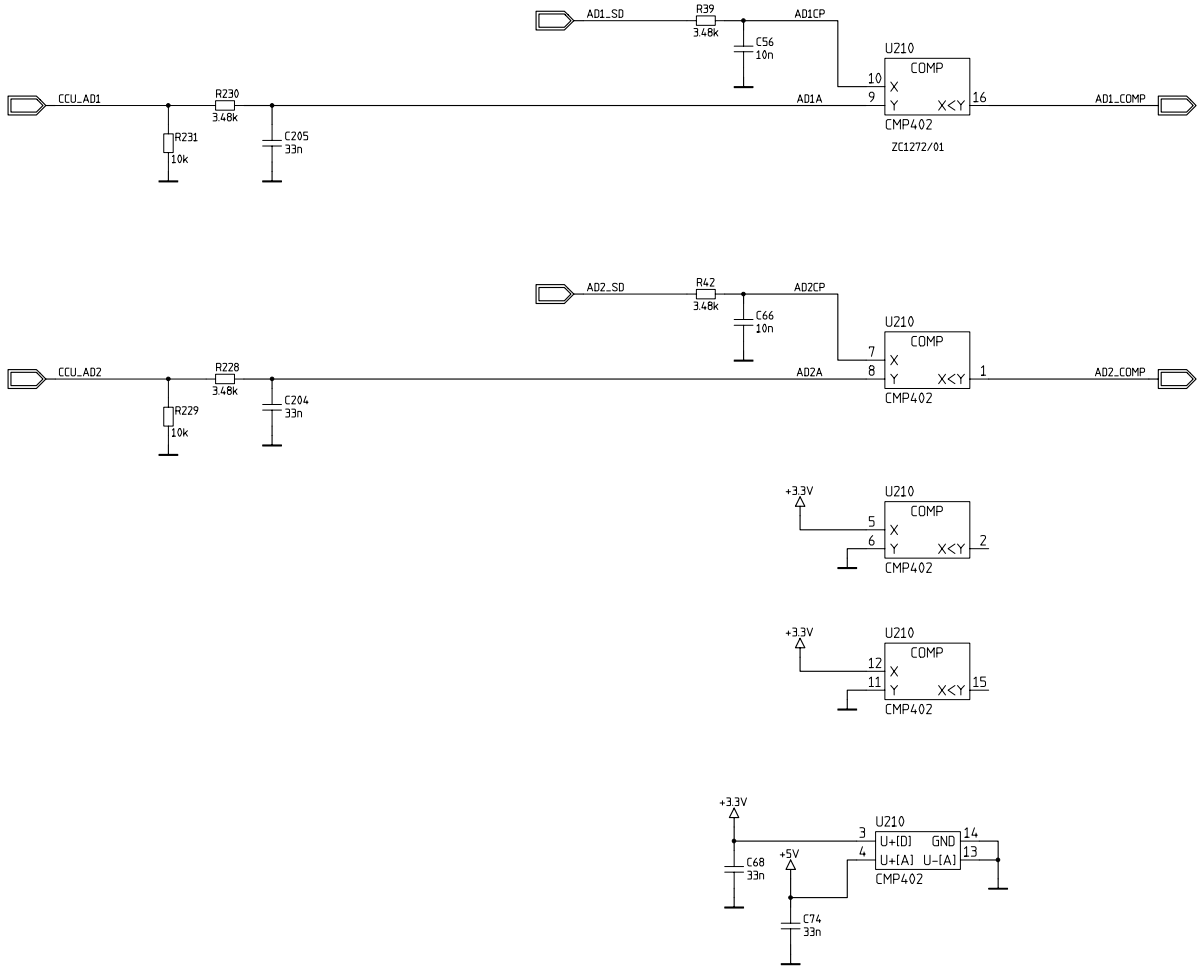 AD1_SD
R39
3.48k
AD1CP
C56
10n
U210
COMP
10
X
CCU_AD1
R230
3.48k
AD1A
9
Y
X<Y
16
AD1_COMP
CMP402
R231
10k
C205
33n
ZC1272/01
AD2_SD
R42
3.48k
AD2CP
C66
10n
U210
COMP
7
X
CCU_AD2
R228
3.48k
AD2A
8
Y
X<Y
1
AD2_COMP
CMP402
R229
10k
C204
33n
+3.3V
U210
COMP
5
X
6
Y
X<Y
2
CMP402
+3.3V
U210
COMP
12
X
11
Y
X<Y
15
CMP402
+3.3V
U210
3
U+[D]
GND
14
+5V
4
U+[A]
U-[A]
13
CMP402
C68
33n
C74
33n